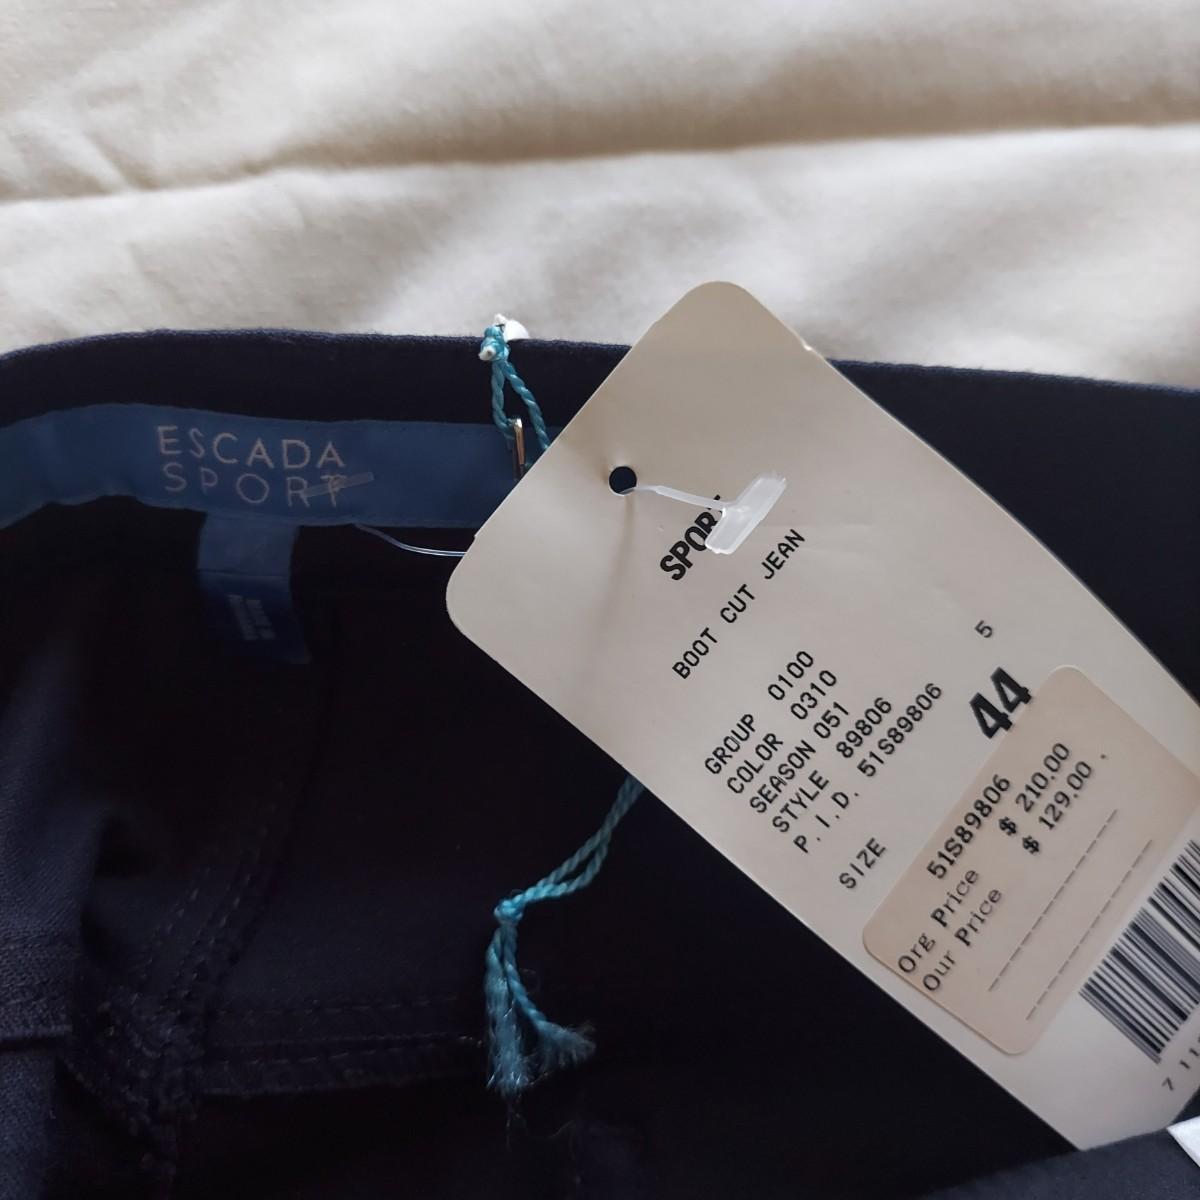 ESCADA
SPORT
SPORT
BOOT CUT JEAN
5
GROUP 0100
COLOR 0310
SEASON 051
STYLE 89806
P.I.D. 51S89806
SIZE 44
51S89806
Org Price $ 210.00
Our Price $ 129.00